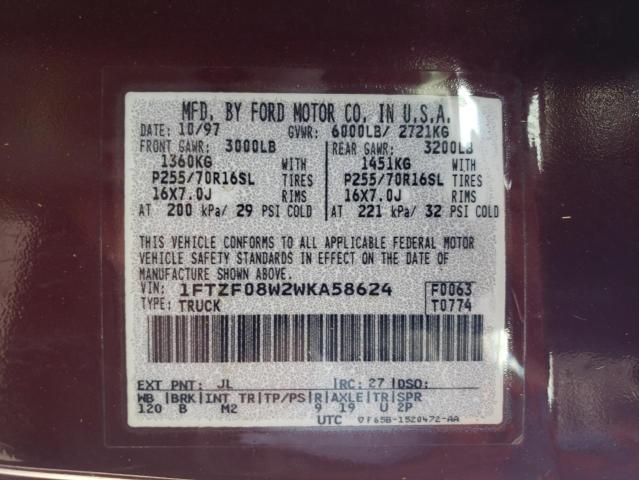 MFD. BY FORD MOTOR CO. IN U.S.A.
DATE: 10/97 GVWR: 6000LB/ 2721KG
FRONT GAWR: 3000LB REAR GAWR: 3200LB
1360KG WITH 1451KG WITH
P255/70R16SL TIRES P255/70R16SL TIRES
16X7.0J RIMS 16X7.0J RIMS
AT 200 kPa/ 29 PSI COLD AT 221 kPa/ 32 PSI COLD
THIS VEHICLE CONFORMS TO ALL APPLICABLE FEDERAL MOTOR
VEHICLE SAFETY STANDARDS IN EFFECT ON THE DATE OF
MANUFACTURE SHOWN ABOVE.
VIN: 1FTZF08W2WKA58624 F0063
TYPE: TRUCK T0774
EXT PNT: JL RC: 27 DSO:
WB BRK INT TR TP/PS R AXLE TR SPR
120 B M2 9 19 U 2P
UTC F65B-1520472-AA